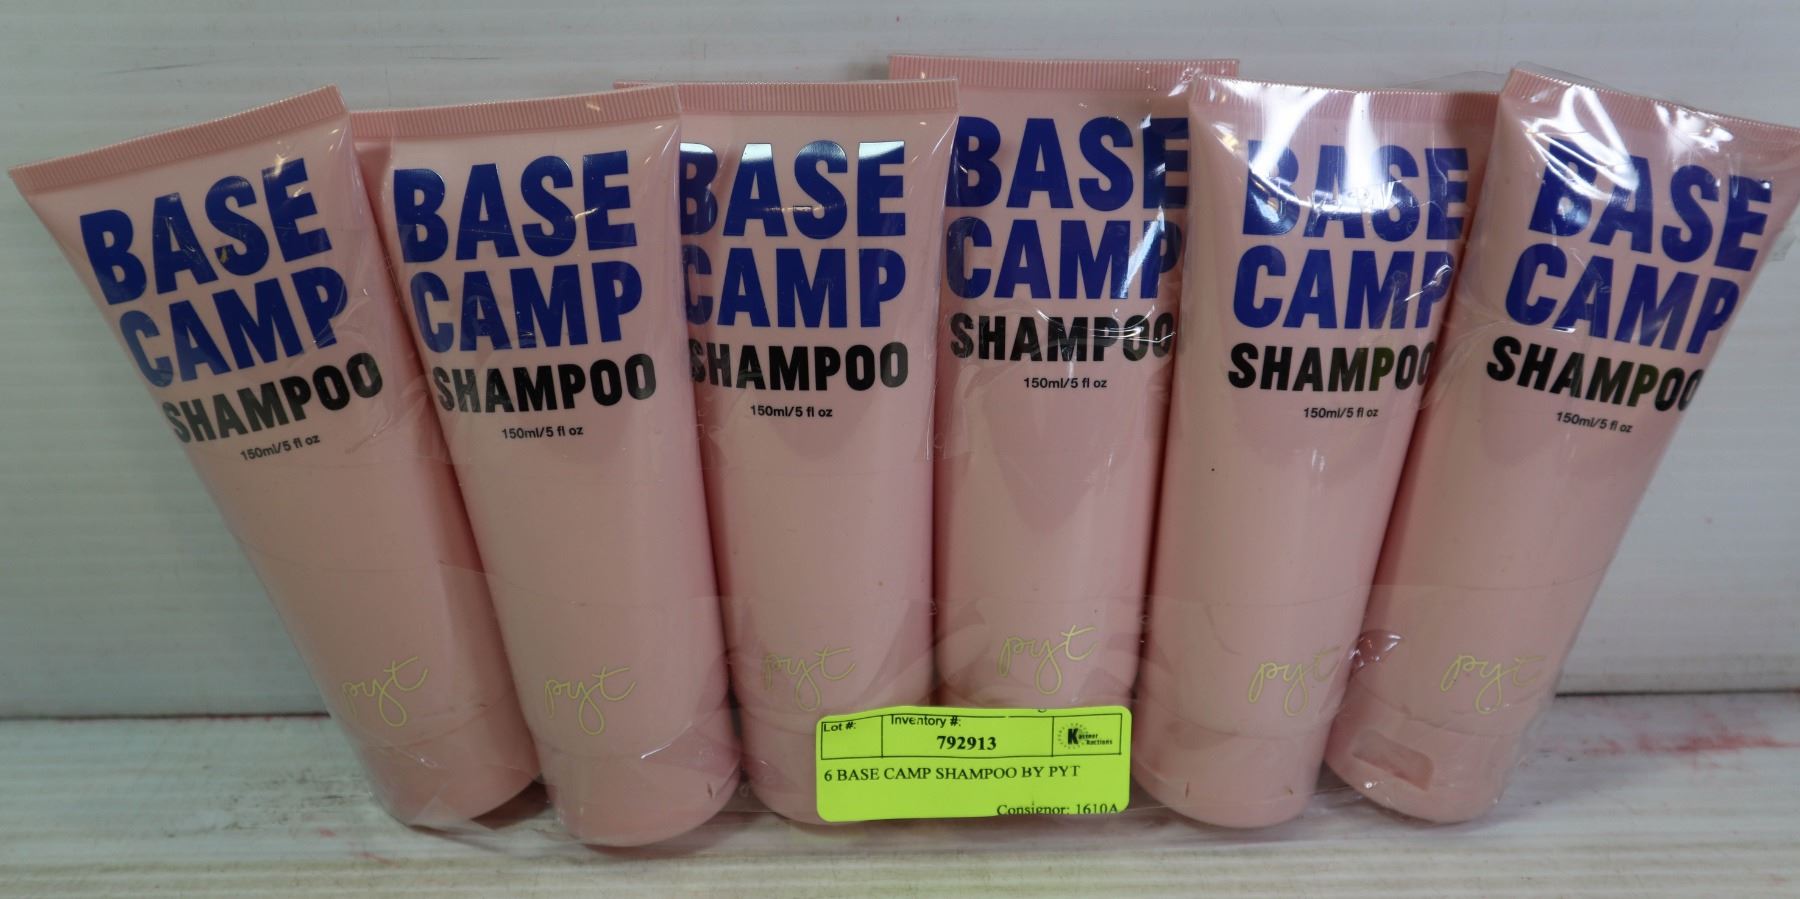 BASE
CAMP
SHAMPOO
150ml/5 fl oz
pyt
BASE
CAMP
SHAMPOO
150ml/5 fl oz
pyt
BASE
CAMP
SHAMPOO
150ml/5 fl oz
pyt
BASE
CAMP
SHAMPOO
150ml/5 fl oz
pyt
BASE
CAMP
SHAMPOO
150ml/5 fl oz
pyt
BASE
CAMP
SHAMPOO
150ml/5 fl oz
pyt
Lot #: Inventory #:
792913
Kastner
Auctions
6 BASE CAMP SHAMPOO BY PYT
Consignor: 1610A